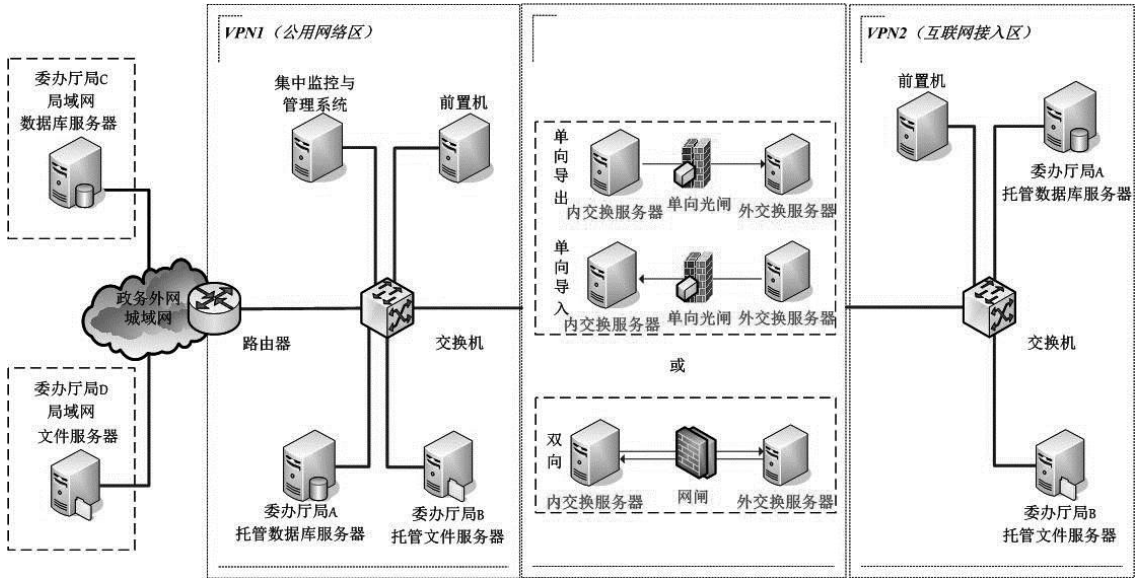 委办厅局C
局域网
数据库服务器
政务外网
城域网
路由器
委办厅局D
局域网
文件服务器
VPN1（公用网络区）
集中监控与
管理系统
前置机
交换机
委办厅局A
托管数据库服务器
委办厅局B
托管文件服务器
单向导出
内交换服务器
单向光闸
外交换服务器
单向导入
内交换服务器
单向光闸
外交换服务器
或
双向
内交换服务器
网闸
外交换服务器
VPN2（互联网接入区）
前置机
委办厅局A
托管数据库服务器
交换机
委办厅局B
托管文件服务器